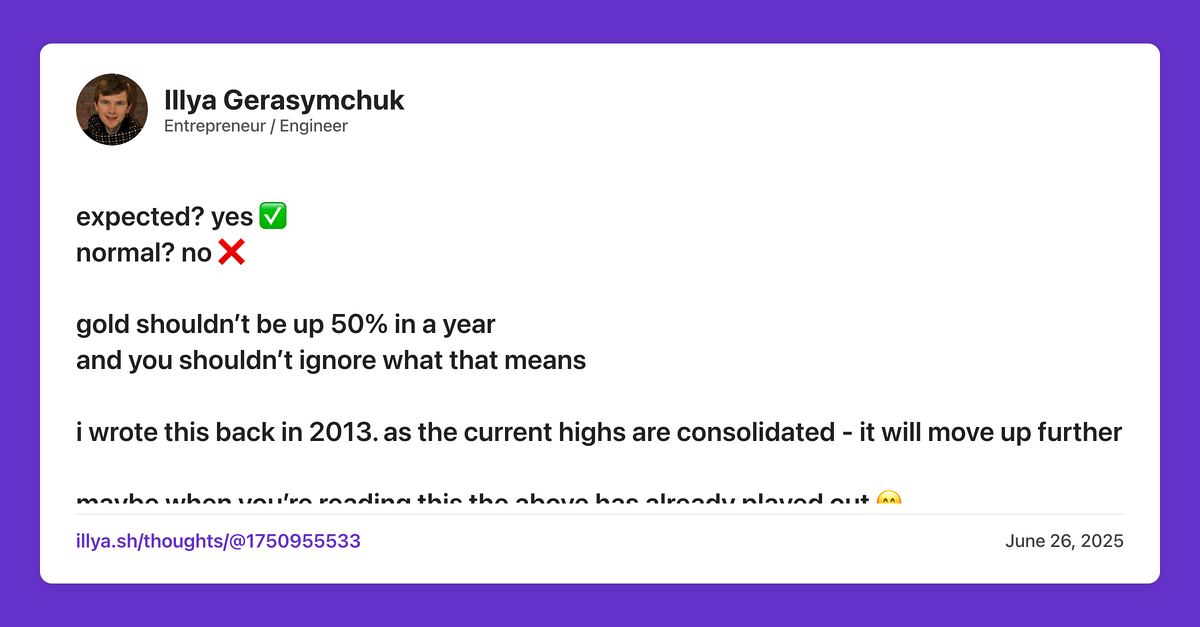 Illya Gerasymchuk
Entrepreneur / Engineer
expected? yes ✅
normal? no ❌
gold shouldn’t be up 50% in a year
and you shouldn’t ignore what that means
i wrote this back in 2013. as the current highs are consolidated - it will move up further
maybe when you’re reading this the above has already played out 😁
illya.sh/thoughts/@1750955533
June 26, 2025